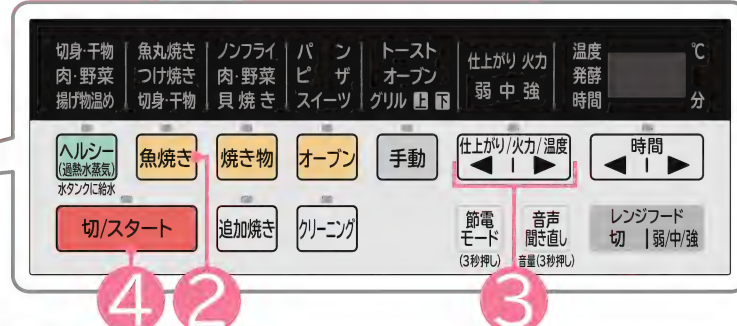 切身・干物 魚丸焼き ノンフライ パン トースト 仕上がり 火力 温度 ℃
肉・野菜 つけ焼き 肉・野菜 ピザ オーブン 弱 中 強 発酵
揚げ物温め 切身・干物 貝焼き スイーツ グリル 上 下 時間 分
ヘルシー
(過熱水蒸気)
水タンクに給水
魚焼き
焼き物
オーブン
手動
仕上がり/火力/温度
◀ | ▶
時間
◀ | ▶
切/スタート
追加焼き
クリーニング
節電
モード
(3秒押し)
音声
聞き直し
音量(3秒押し)
レンジフード
切 | 弱/中/強
4
2
3